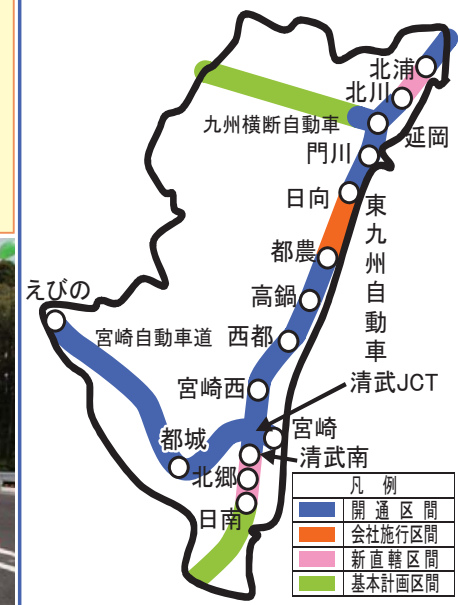 北浦
北川
九州横断自動車
延岡
門川
日向
東九州自動車
都農
高鍋
えびの
宮崎自動車道
西都
清武JCT
宮崎西
宮崎
都城
清武南
北郷
日南
凡 例
開通区間
会社施行区間
新直轄区間
基本計画区間